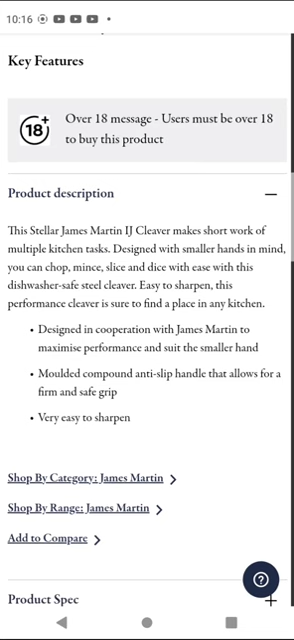 10:16
Key Features
18+
Over 18 message - Users must be over 18
to buy this product
Product description
This Stellar James Martin IJ Cleaver makes short work of
multiple kitchen tasks. Designed with smaller hands in mind,
you can chop, mince, slice and dice with ease with this
dishwasher-safe steel cleaver. Easy to sharpen, this
performance cleaver is sure to find a place in any kitchen.
• Designed in cooperation with James Martin to
maximise performance and suit the smaller hand
• Moulded compound anti-slip handle that allows for a
firm and safe grip
• Very easy to sharpen
Shop By Category: James Martin
Shop By Range: James Martin
Add to Compare
Product Spec